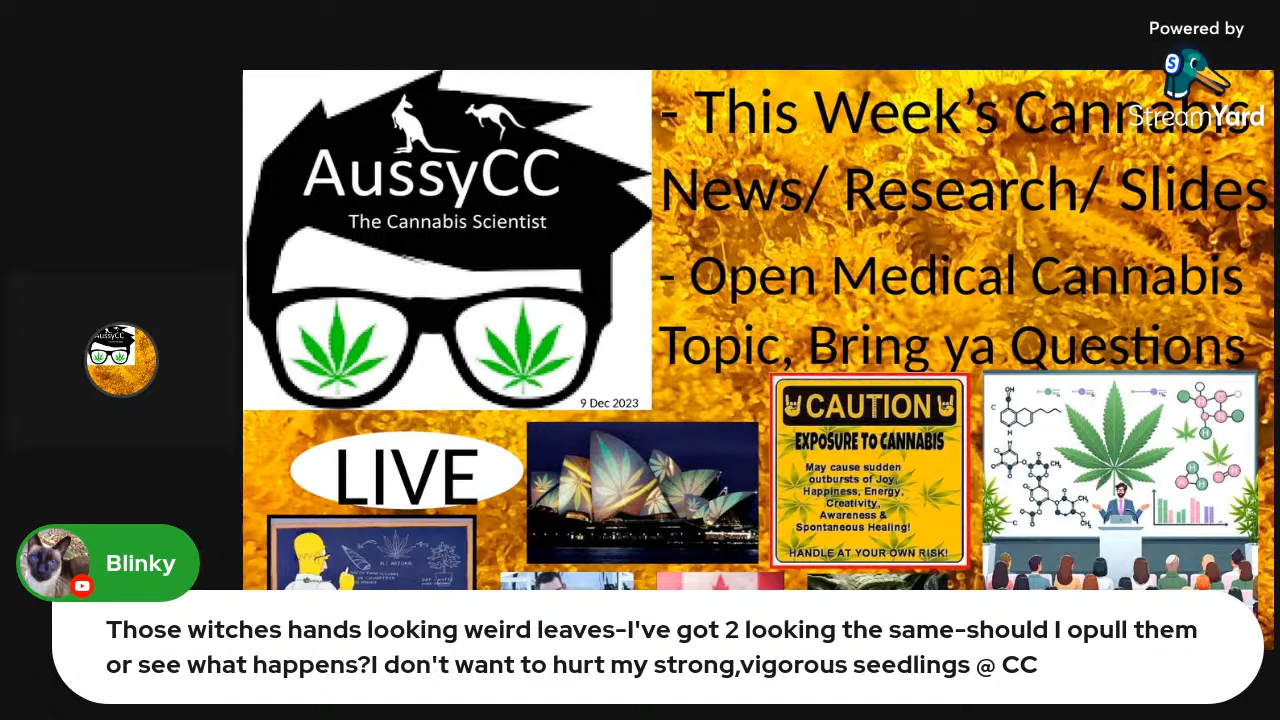 Powered by
StreamYard
AussyCC
The Cannabis Scientist
9 Dec 2023
- This Week's Cannabis
News/ Research/ Slides
- Open Medical Cannabis
Topic, Bring ya Questions
LIVE
CAUTION
EXPOSURE TO CANNABIS
May cause sudden
outbursts of Joy,
Happiness, Energy,
Creativity,
Awareness &
Spontaneous Healing!
HANDLE AT YOUR OWN RISK!
Blinky
Those witches hands looking weird leaves-I've got 2 looking the same-should I opull them
or see what happens?I don't want to hurt my strong,vigorous seedlings @ CC